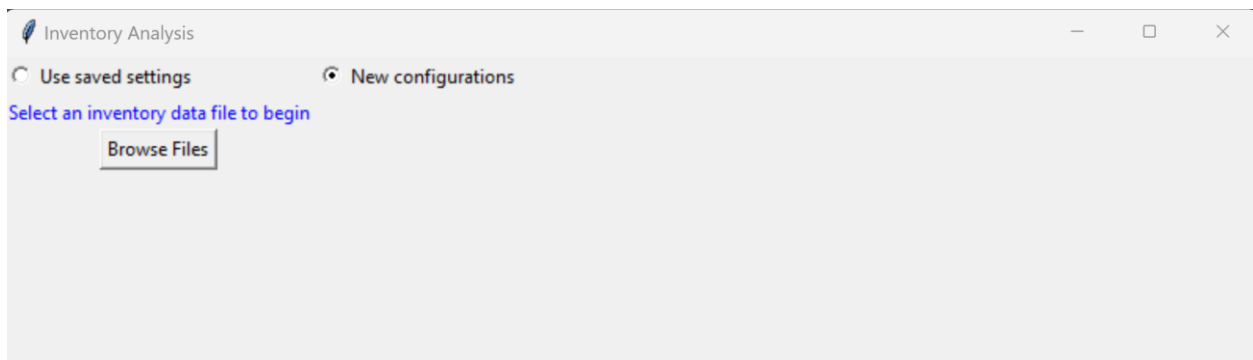 Inventory Analysis
Use saved settings New configurations
Select an inventory data file to begin
Browse Files